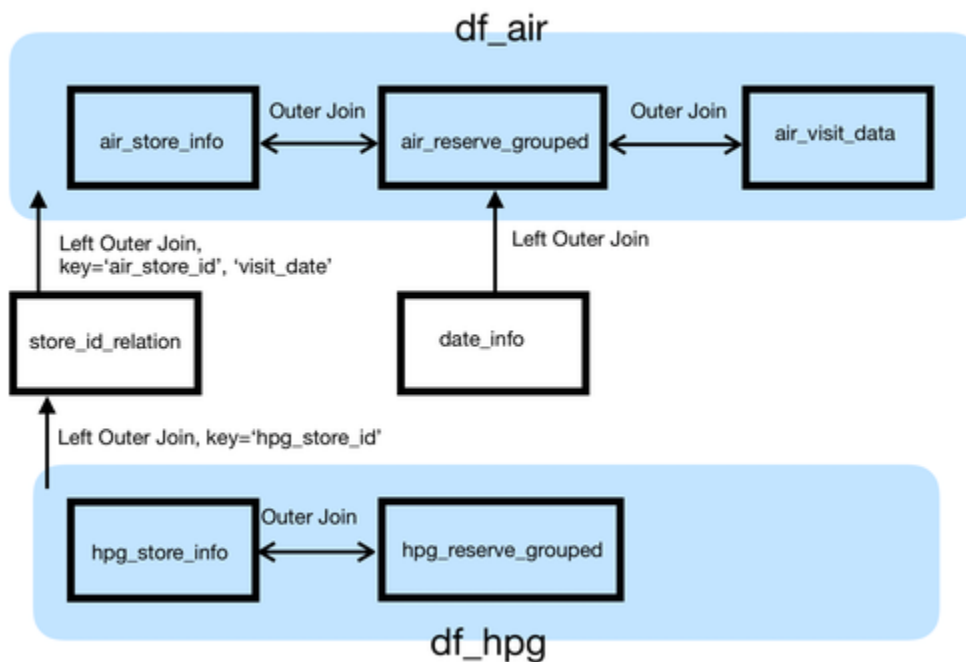 df_air
Outer Join
Outer Join
air_store_info
air_reserve_grouped
air_visit_data
Left Outer Join,
key=‘air_store_id’, ‘visit_date’
Left Outer Join
store_id_relation
date_info
Left Outer Join, key=‘hpg_store_id’
Outer Join
hpg_store_info
hpg_reserve_grouped
df_hpg